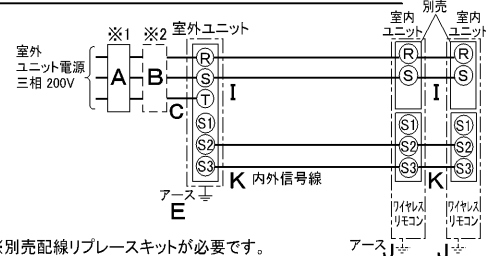 別売
※1 ※2 室外ユニット 室内ユニット 室内ユニット
室外
ユニット電源
三相 200V
A B C
R S T S1 S2 S3
I I
R S S1 S2 S3
R S S1 S2 S3
K 内外信号線 K
アース
E
ワイヤレス
リモコン
ワイヤレス
リモコン
※別売配線リプレースキットが必要です。
アース J J